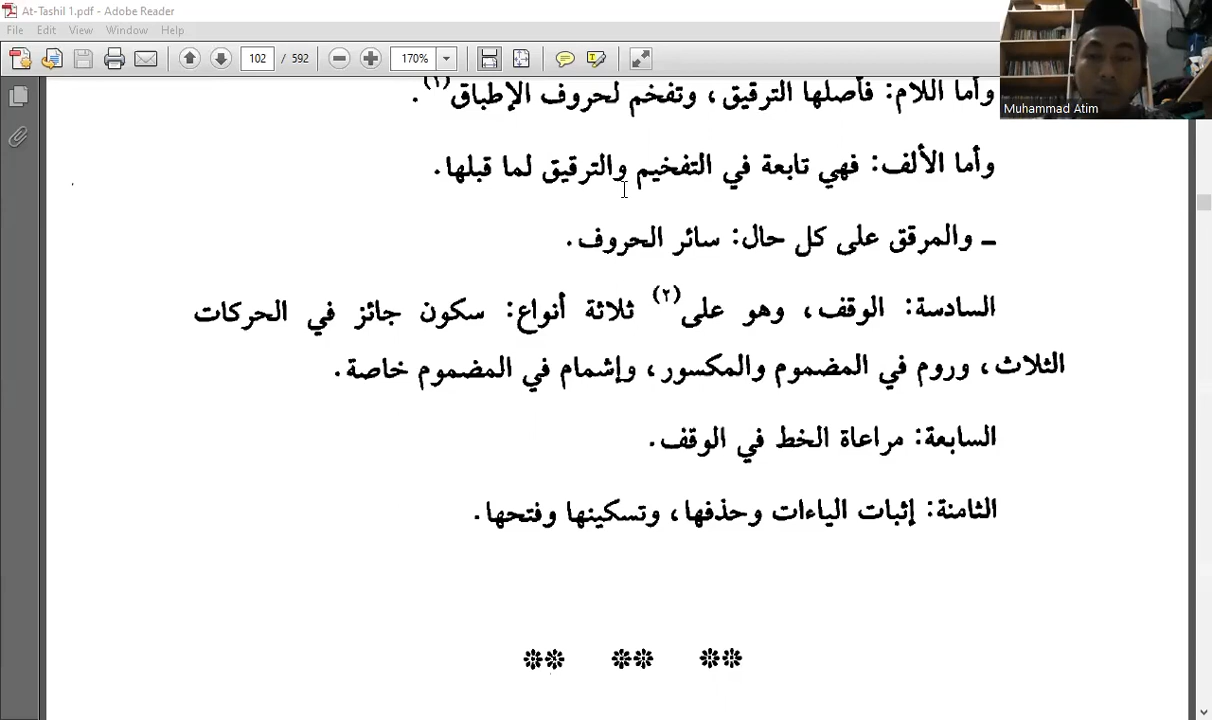 At-Tashil 1.pdf - Adobe Reader
File Edit View Window Help
102 / 592 170%
Muhammad Atim
وأما اللام: فأصلها الترقيق، وتفخم لحروف الإطباق(١).
وأما الألف: فهي تابعة في التفخيم والترقيق لما قبلها.
ـ والمرقق على كل حال: سائر الحروف.
السادسة: الوقف، وهو على(٢) ثلاثة أنواع: سكون جائز في الحركات
الثلاث، وروم في المضموم والمكسور، وإشمام في المضموم خاصة.
السابعة: مراعاة الخط في الوقف.
الثامنة: إثبات الياءات وحذفها، وتسكينها وفتحها.